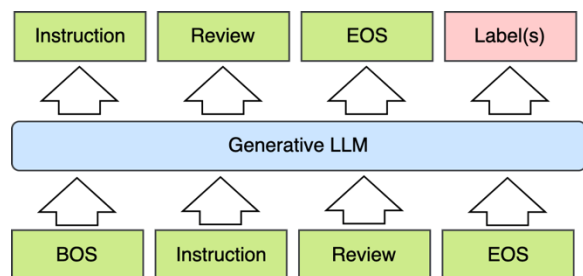 Instruction Review EOS Label(s)
Generative LLM
BOS Instruction Review EOS